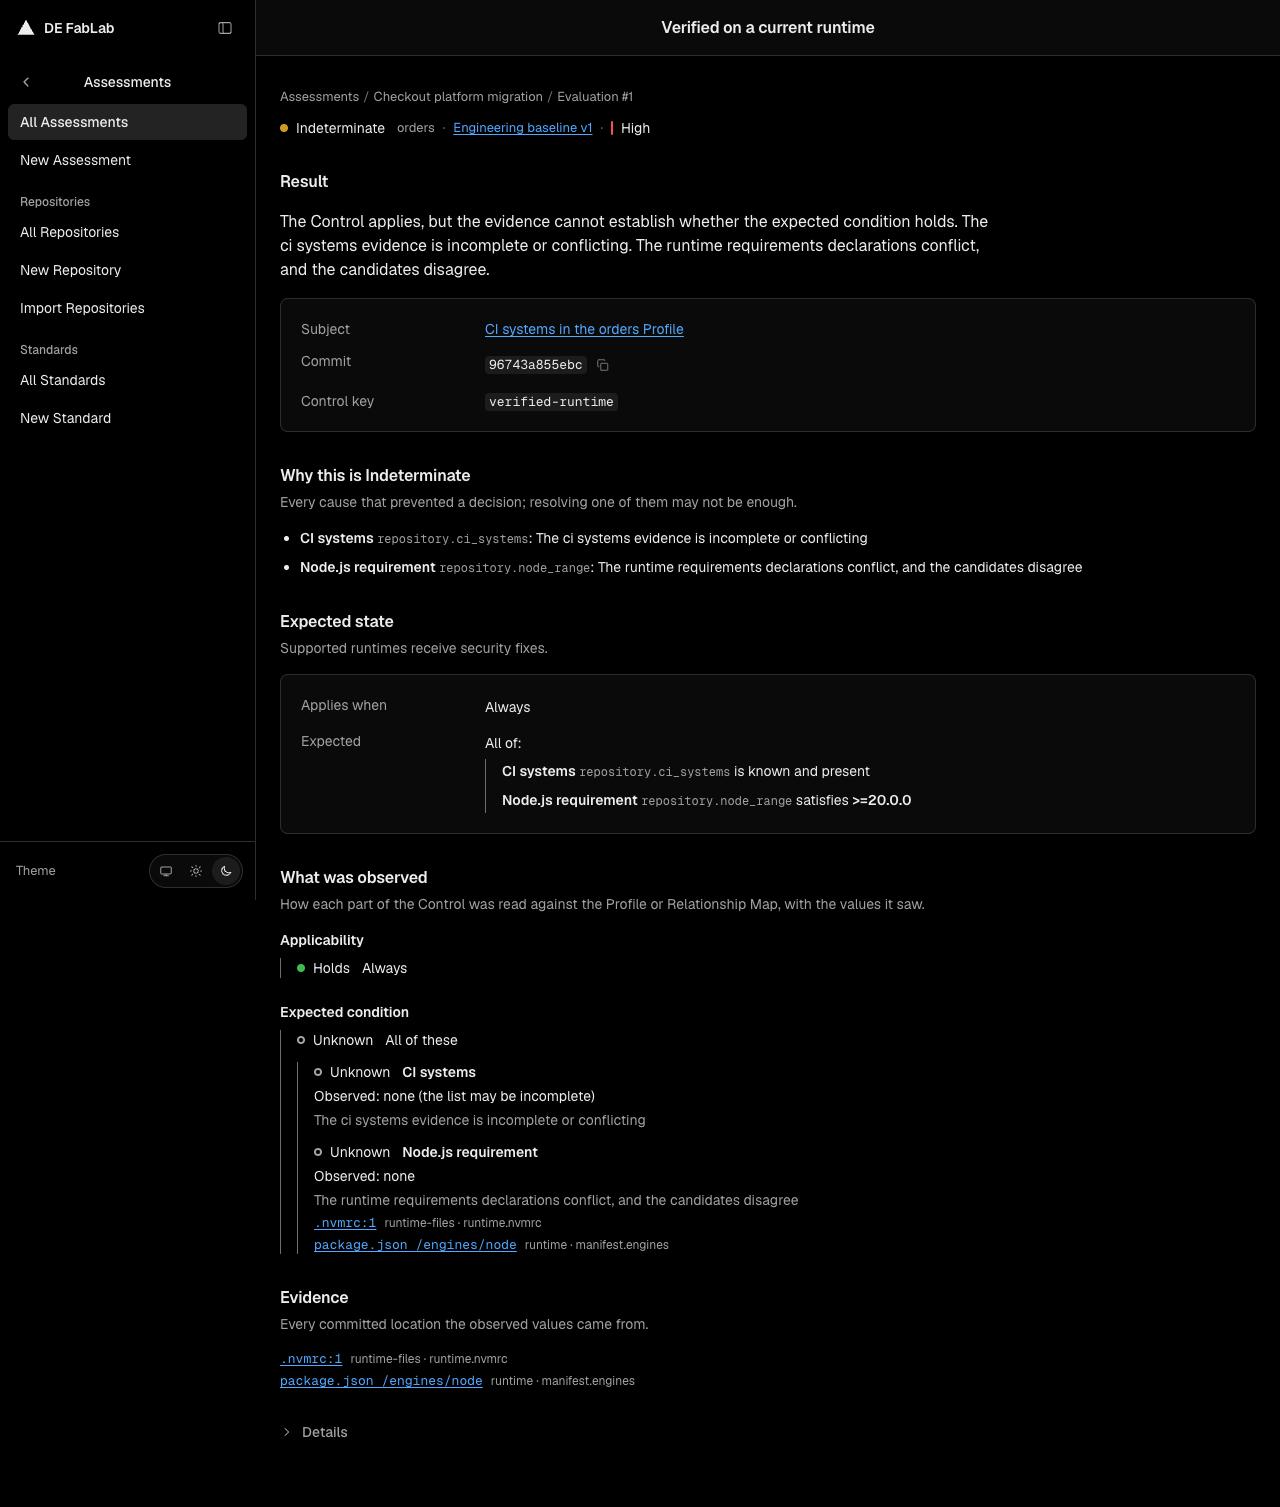 DE FabLab
Verified on a current runtime
Assessments
All Assessments
New Assessment
Repositories
All Repositories
New Repository
Import Repositories
Standards
All Standards
New Standard
Theme
Assessments / Checkout platform migration / Evaluation #1
Indeterminate orders · Engineering baseline v1 · High
Result
The Control applies, but the evidence cannot establish whether the expected condition holds. The
ci systems evidence is incomplete or conflicting. The runtime requirements declarations conflict,
and the candidates disagree.
Subject CI systems in the orders Profile
Commit 96743a855ebc
Control key verified-runtime
Why this is Indeterminate
Every cause that prevented a decision; resolving one of them may not be enough.
• CI systems repository.ci_systems: The ci systems evidence is incomplete or conflicting
• Node.js requirement repository.node_range: The runtime requirements declarations conflict, and the candidates disagree
Expected state
Supported runtimes receive security fixes.
Applies when Always
Expected All of:
CI systems repository.ci_systems is known and present
Node.js requirement repository.node_range satisfies >=20.0.0
What was observed
How each part of the Control was read against the Profile or Relationship Map, with the values it saw.
Applicability
Holds Always
Expected condition
Unknown All of these
Unknown CI systems
Observed: none (the list may be incomplete)
The ci systems evidence is incomplete or conflicting
Unknown Node.js requirement
Observed: none
The runtime requirements declarations conflict, and the candidates disagree
.nvmrc:1 runtime-files · runtime.nvmrc
package.json /engines/node runtime · manifest.engines
Evidence
Every committed location the observed values came from.
.nvmrc:1 runtime-files · runtime.nvmrc
package.json /engines/node runtime · manifest.engines
Details